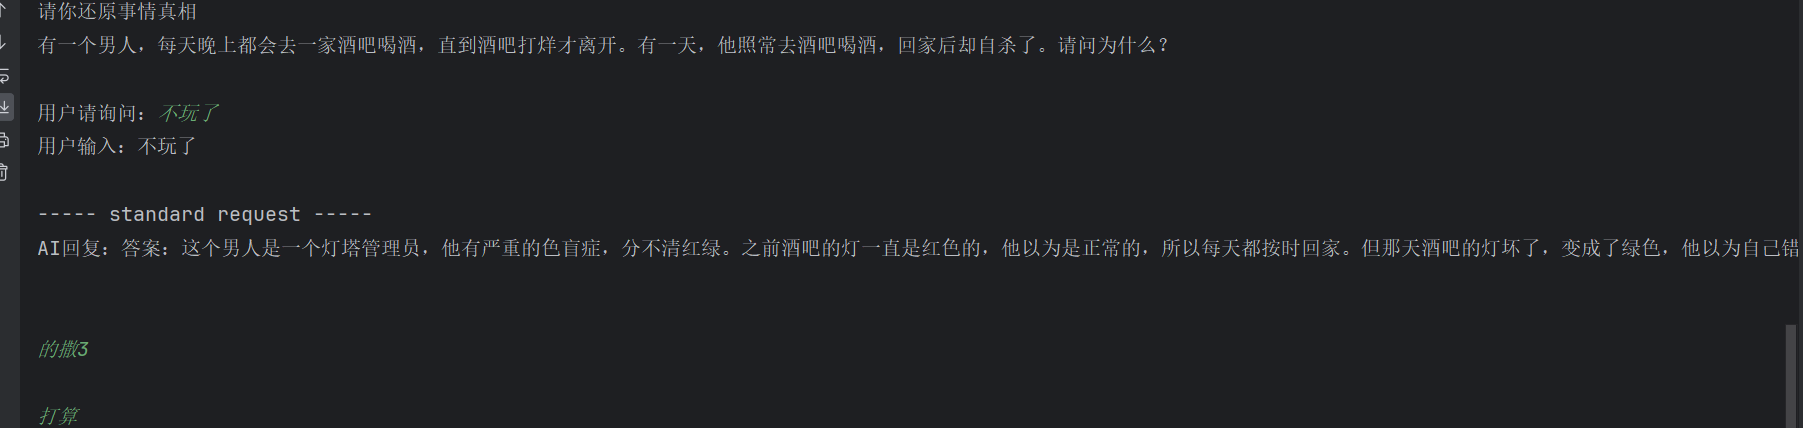 请你还原事情真相
有一个男人，每天晚上都会去一家酒吧喝酒，直到酒吧打烊才离开。有一天，他照常去酒吧喝酒，回家后却自杀了。请问为什么？
用户请询问：不玩了
用户输入：不玩了
----- standard request -----
AI回复：答案：这个男人是一个灯塔管理员，他有严重的色盲症，分不清红绿。之前酒吧的灯一直是红色的，他以为是正常的，所以每天都按时回家。但那天酒吧的灯坏了，变成了绿色，他以为自己错
的撒3
打算